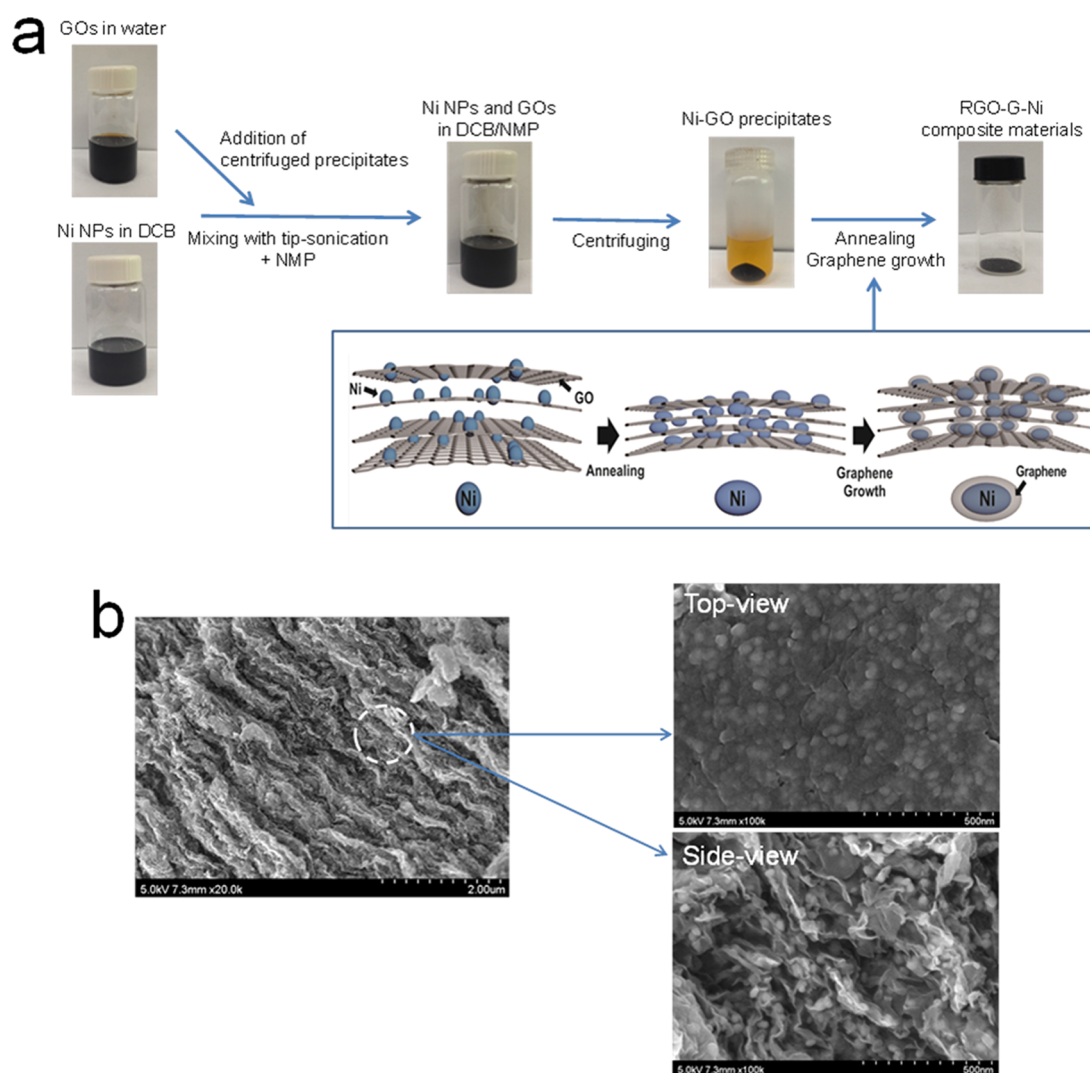 a
GOs in water
Addition of
centrifuged precipitates
Ni NPs in DCB
Mixing with tip-sonication
+ NMP
Ni NPs and GOs
in DCB/NMP
Centrifuging
Ni-GO precipitates
Annealing
Graphene growth
RGO-G-Ni
composite materials
Ni
GO
Annealing
Graphene
Growth
Graphene
Ni
Ni
Ni
b
5.0kV 7.3mm x20.0k
2.00um
Top-view
5.0kV 7.3mm x100k
500nm
Side-view
5.0kV 7.3mm x100k
500nm